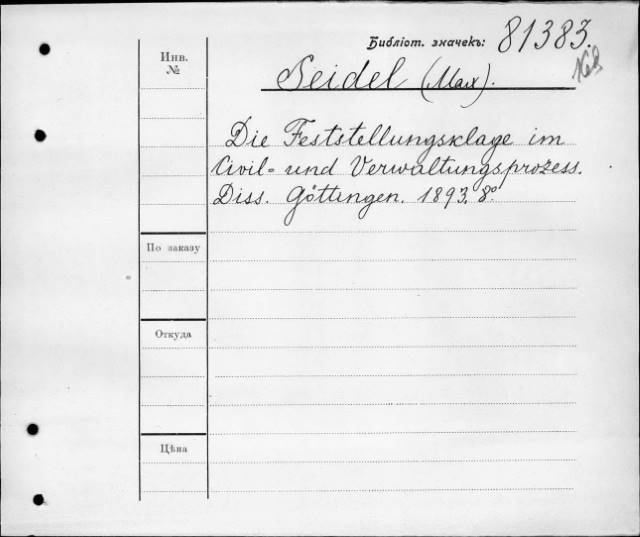 Библіот. значекъ: 81383.
Инв.
№
Seidel (Max).
Die Feststellungsklage im
Civil= und Verwaltungsprozess.
Diss. Göttingen. 1893. 8º
По заказу
Откуда
Цѣна